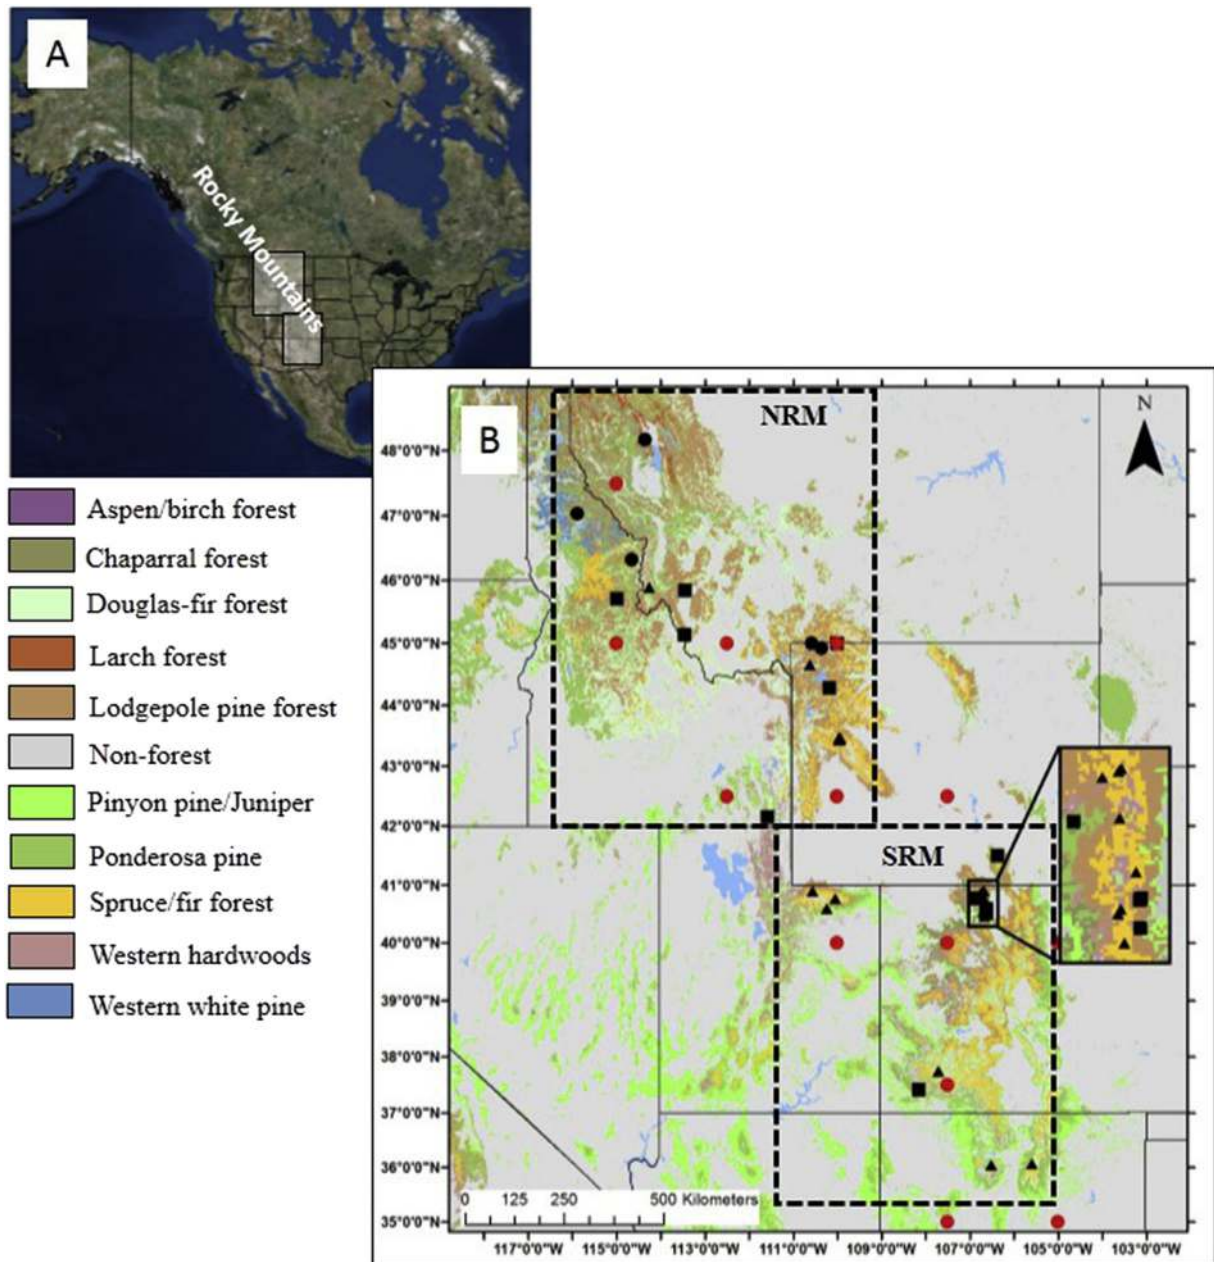 A
Rocky Mountains
B
NRM
N
SRM
48°0'0"N
47°0'0"N
46°0'0"N
45°0'0"N
44°0'0"N
43°0'0"N
42°0'0"N
41°0'0"N
40°0'0"N
39°0'0"N
38°0'0"N
37°0'0"N
36°0'0"N
35°0'0"N
0 125 250 500 Kilometers
117°0'0"W 115°0'0"W 113°0'0"W 111°0'0"W 109°0'0"W 107°0'0"W 105°0'0"W 103°0'0"W
Aspen/birch forest
Chaparral forest
Douglas-fir forest
Larch forest
Lodgepole pine forest
Non-forest
Pinyon pine/Juniper
Ponderosa pine
Spruce/fir forest
Western hardwoods
Western white pine